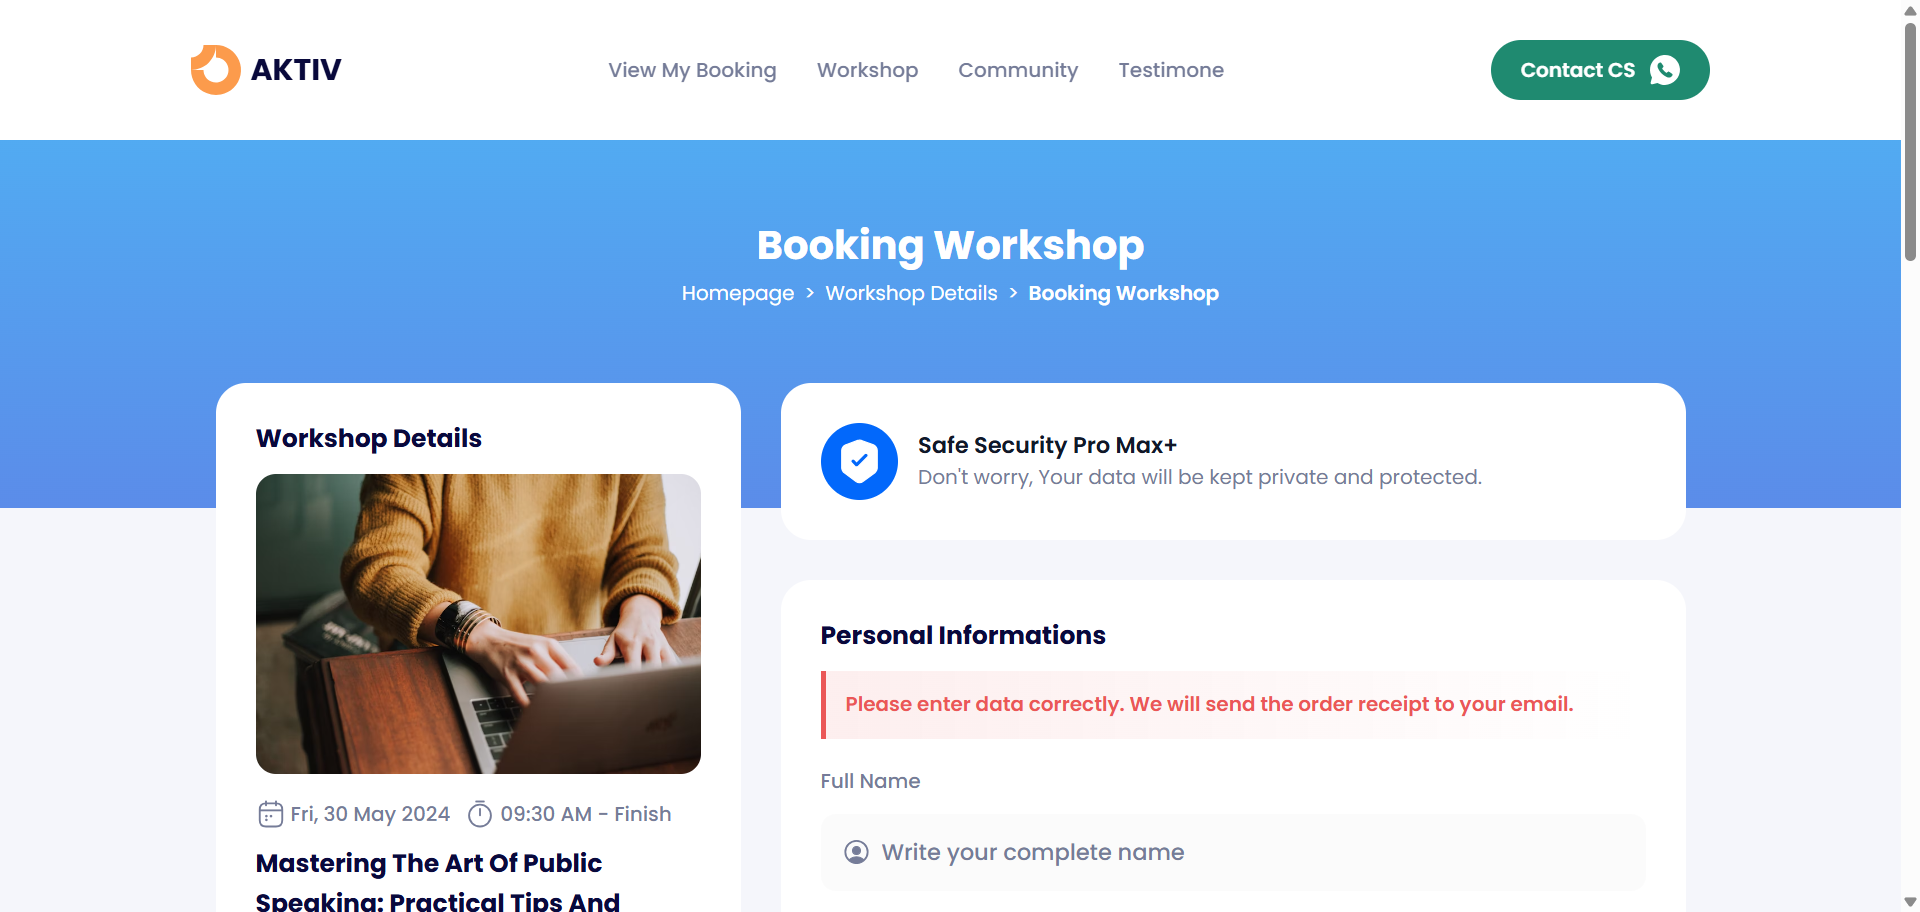 AKTIV
View My Booking
Workshop
Community
Testimone
Contact CS
Booking Workshop
Homepage > Workshop Details > Booking Workshop
Workshop Details
Fri, 30 May 2024
09:30 AM - Finish
Mastering The Art Of Public
Speaking: Practical Tips And
Safe Security Pro Max+
Don't worry, Your data will be kept private and protected.
Personal Informations
Please enter data correctly. We will send the order receipt to your email.
Full Name
Write your complete name